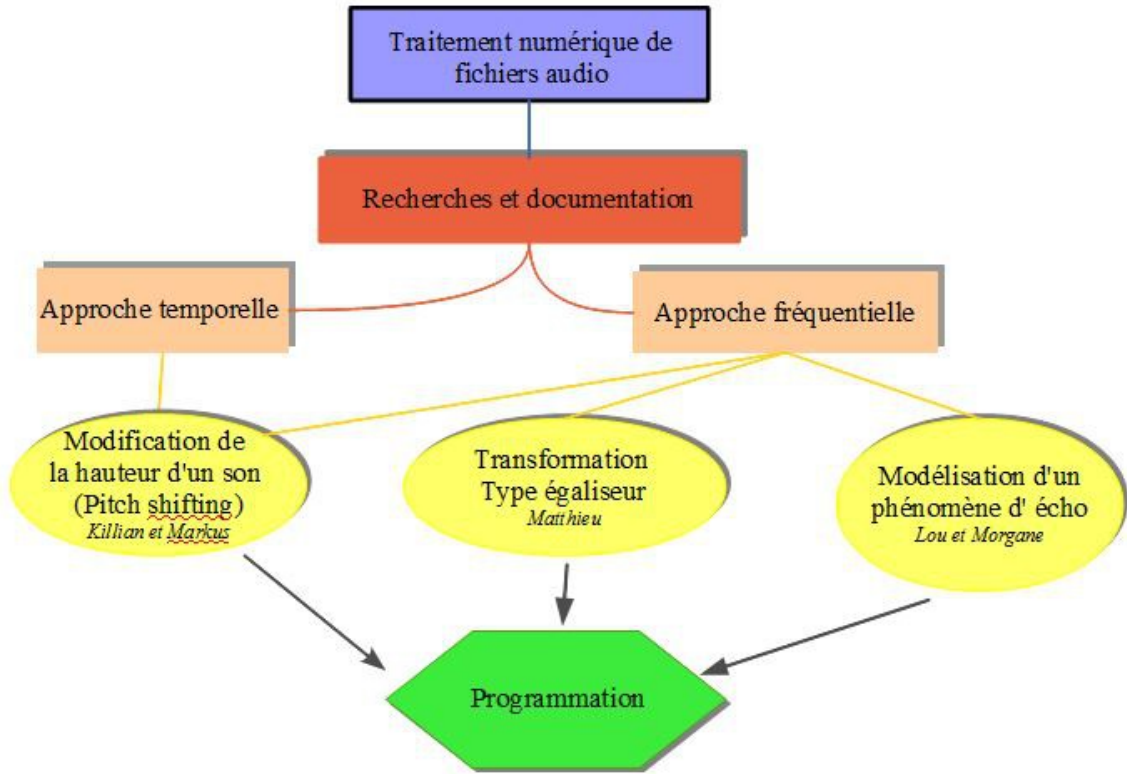 Traitement numérique de
fichiers audio
Recherches et documentation
Approche temporelle
Approche fréquentielle
Modification de
la hauteur d'un son
(Pitch shifting)
Killian et Markus
Transformation
Type égaliseur
Matthieu
Modélisation d'un
phénomène d' écho
Lou et Morgane
Programmation